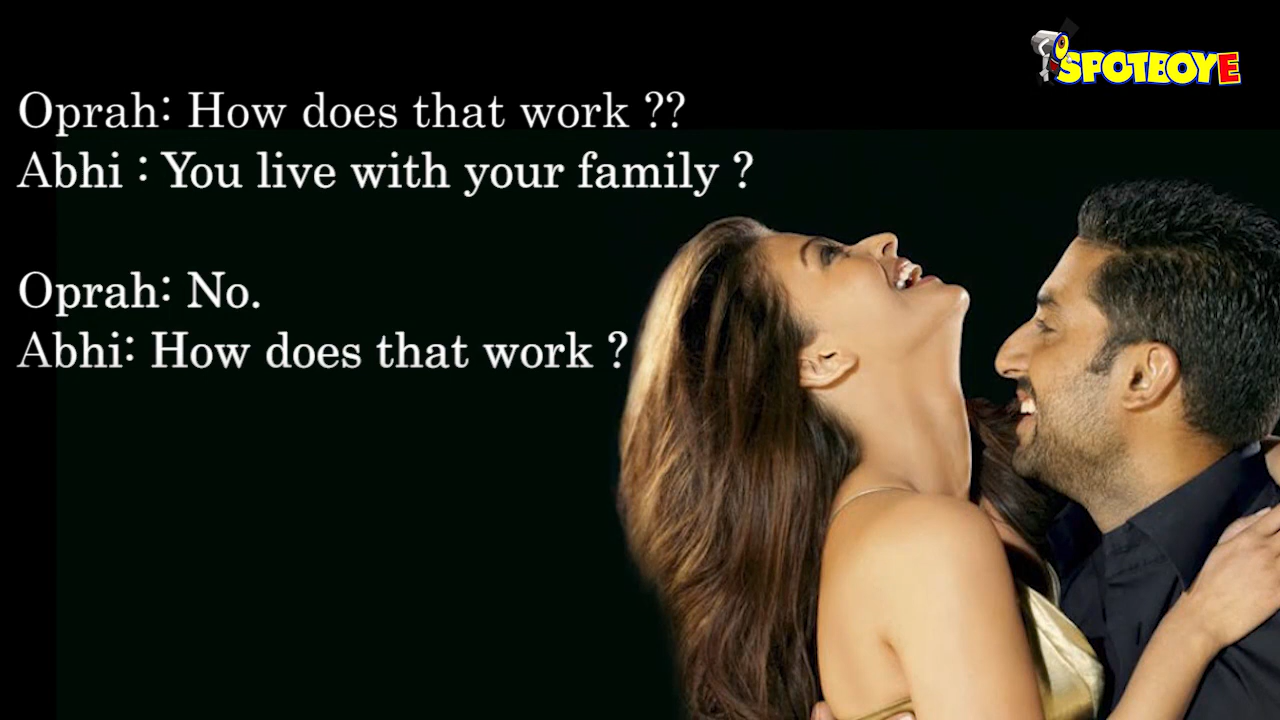 SPOTBOYE
Oprah: How does that work ??
Abhi : You live with your family ?
Oprah: No.
Abhi: How does that work ?